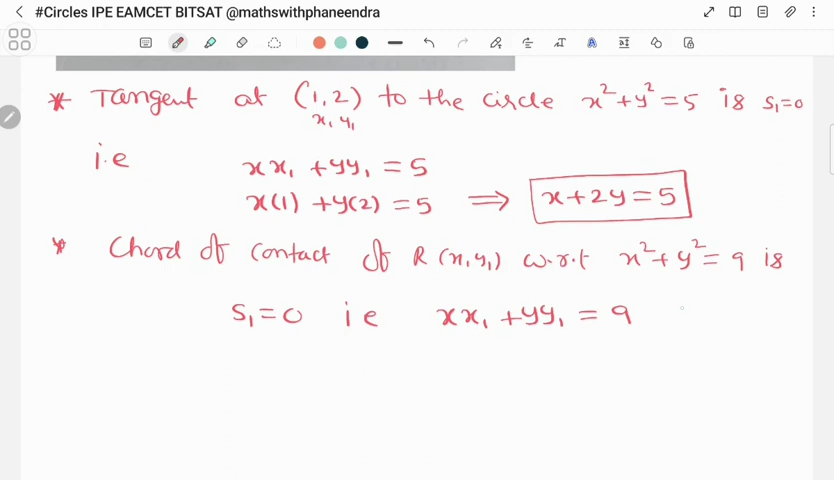 #Circles IPE EAMCET BITSAT @mathswithphaneendra
* Tangent at (1,2) to the circle x²+y²=5 is S₁=0
x₁ y₁
i.e
xx₁ + yy₁ = 5
x(1) + y(2) = 5 ⟹ x+2y=5
* Chord of contact of R(x₁,y₁) w.r.t x²+y²=9 is
S₁=0 i e xx₁ + yy₁ = 9